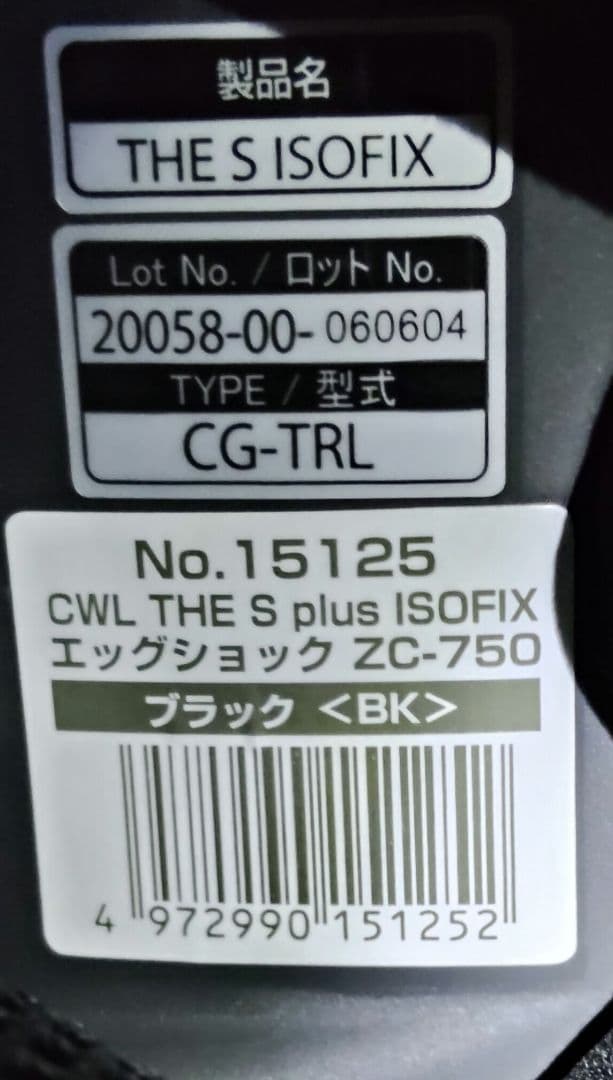 製品名
THE S ISOFIX
Lot No. / ロット No.
20058-00-060604
TYPE / 型式
CG-TRL
No.15125
CWL THE S plus ISOFIX
エッグショック ZC-750
ブラック <BK>
4 972990 151252